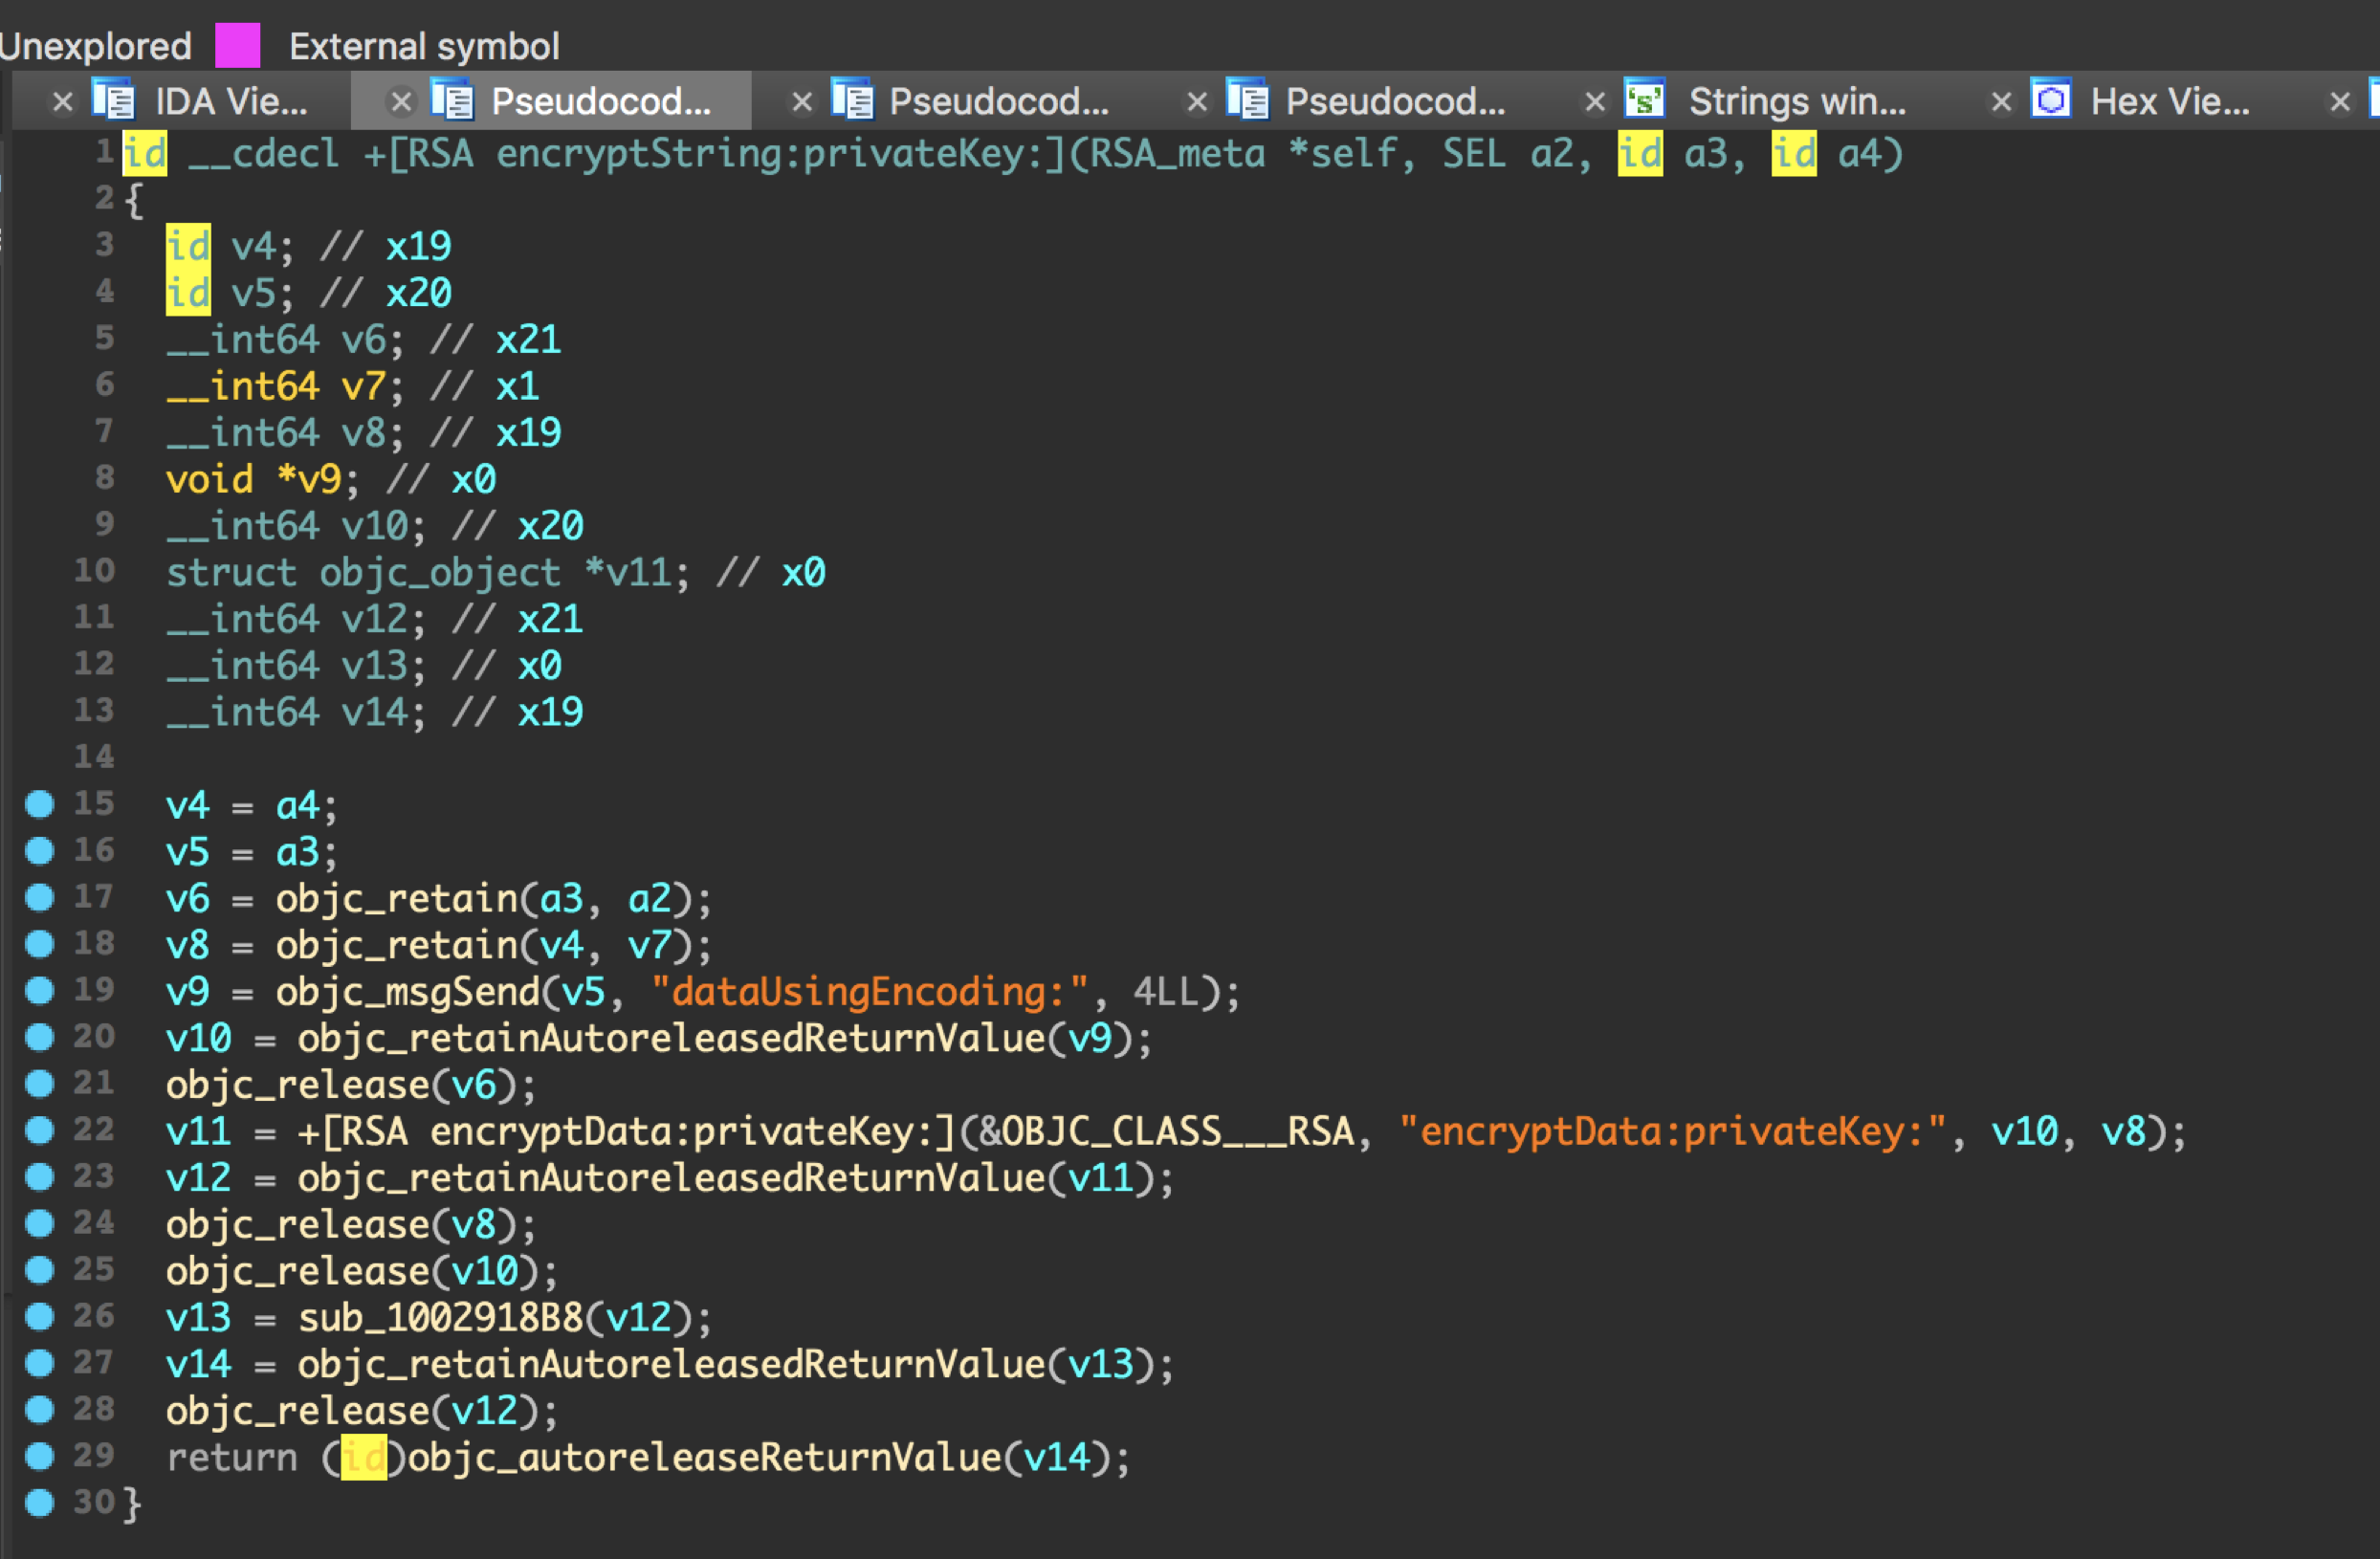 Unexplored External symbol
IDA Vie... Pseudocod... Pseudocod... Pseudocod... Strings win... Hex Vie...
1 id __cdecl +[RSA encryptString:privateKey:](RSA_meta *self, SEL a2, id a3, id a4)
2 {
3 id v4; // x19
4 id v5; // x20
5 __int64 v6; // x21
6 __int64 v7; // x1
7 __int64 v8; // x19
8 void *v9; // x0
9 __int64 v10; // x20
10 struct objc_object *v11; // x0
11 __int64 v12; // x21
12 __int64 v13; // x0
13 __int64 v14; // x19
14
15 v4 = a4;
16 v5 = a3;
17 v6 = objc_retain(a3, a2);
18 v8 = objc_retain(v4, v7);
19 v9 = objc_msgSend(v5, "dataUsingEncoding:", 4LL);
20 v10 = objc_retainAutoreleasedReturnValue(v9);
21 objc_release(v6);
22 v11 = +[RSA encryptData:privateKey:](&OBJC_CLASS___RSA, "encryptData:privateKey:", v10, v8);
23 v12 = objc_retainAutoreleasedReturnValue(v11);
24 objc_release(v8);
25 objc_release(v10);
26 v13 = sub_1002918B8(v12);
27 v14 = objc_retainAutoreleasedReturnValue(v13);
28 objc_release(v12);
29 return (id)objc_autoreleaseReturnValue(v14);
30 }